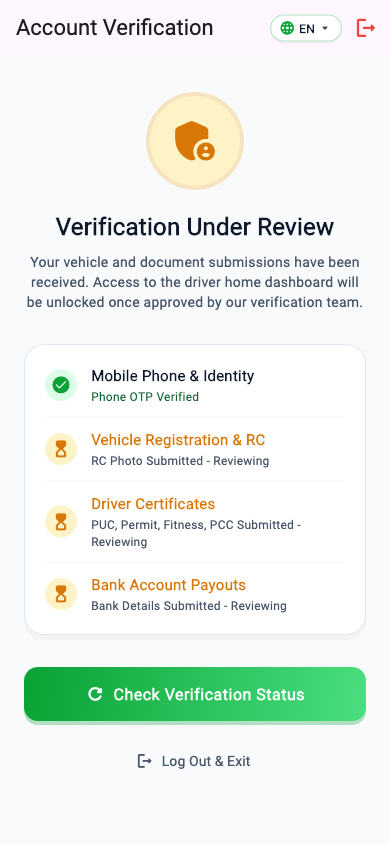 Account Verification
EN
Verification Under Review
Your vehicle and document submissions have been
received. Access to the driver home dashboard will
be unlocked once approved by our verification team.
Mobile Phone & Identity
Phone OTP Verified
Vehicle Registration & RC
RC Photo Submitted - Reviewing
Driver Certificates
PUC, Permit, Fitness, PCC Submitted -
Reviewing
Bank Account Payouts
Bank Details Submitted - Reviewing
Check Verification Status
Log Out & Exit